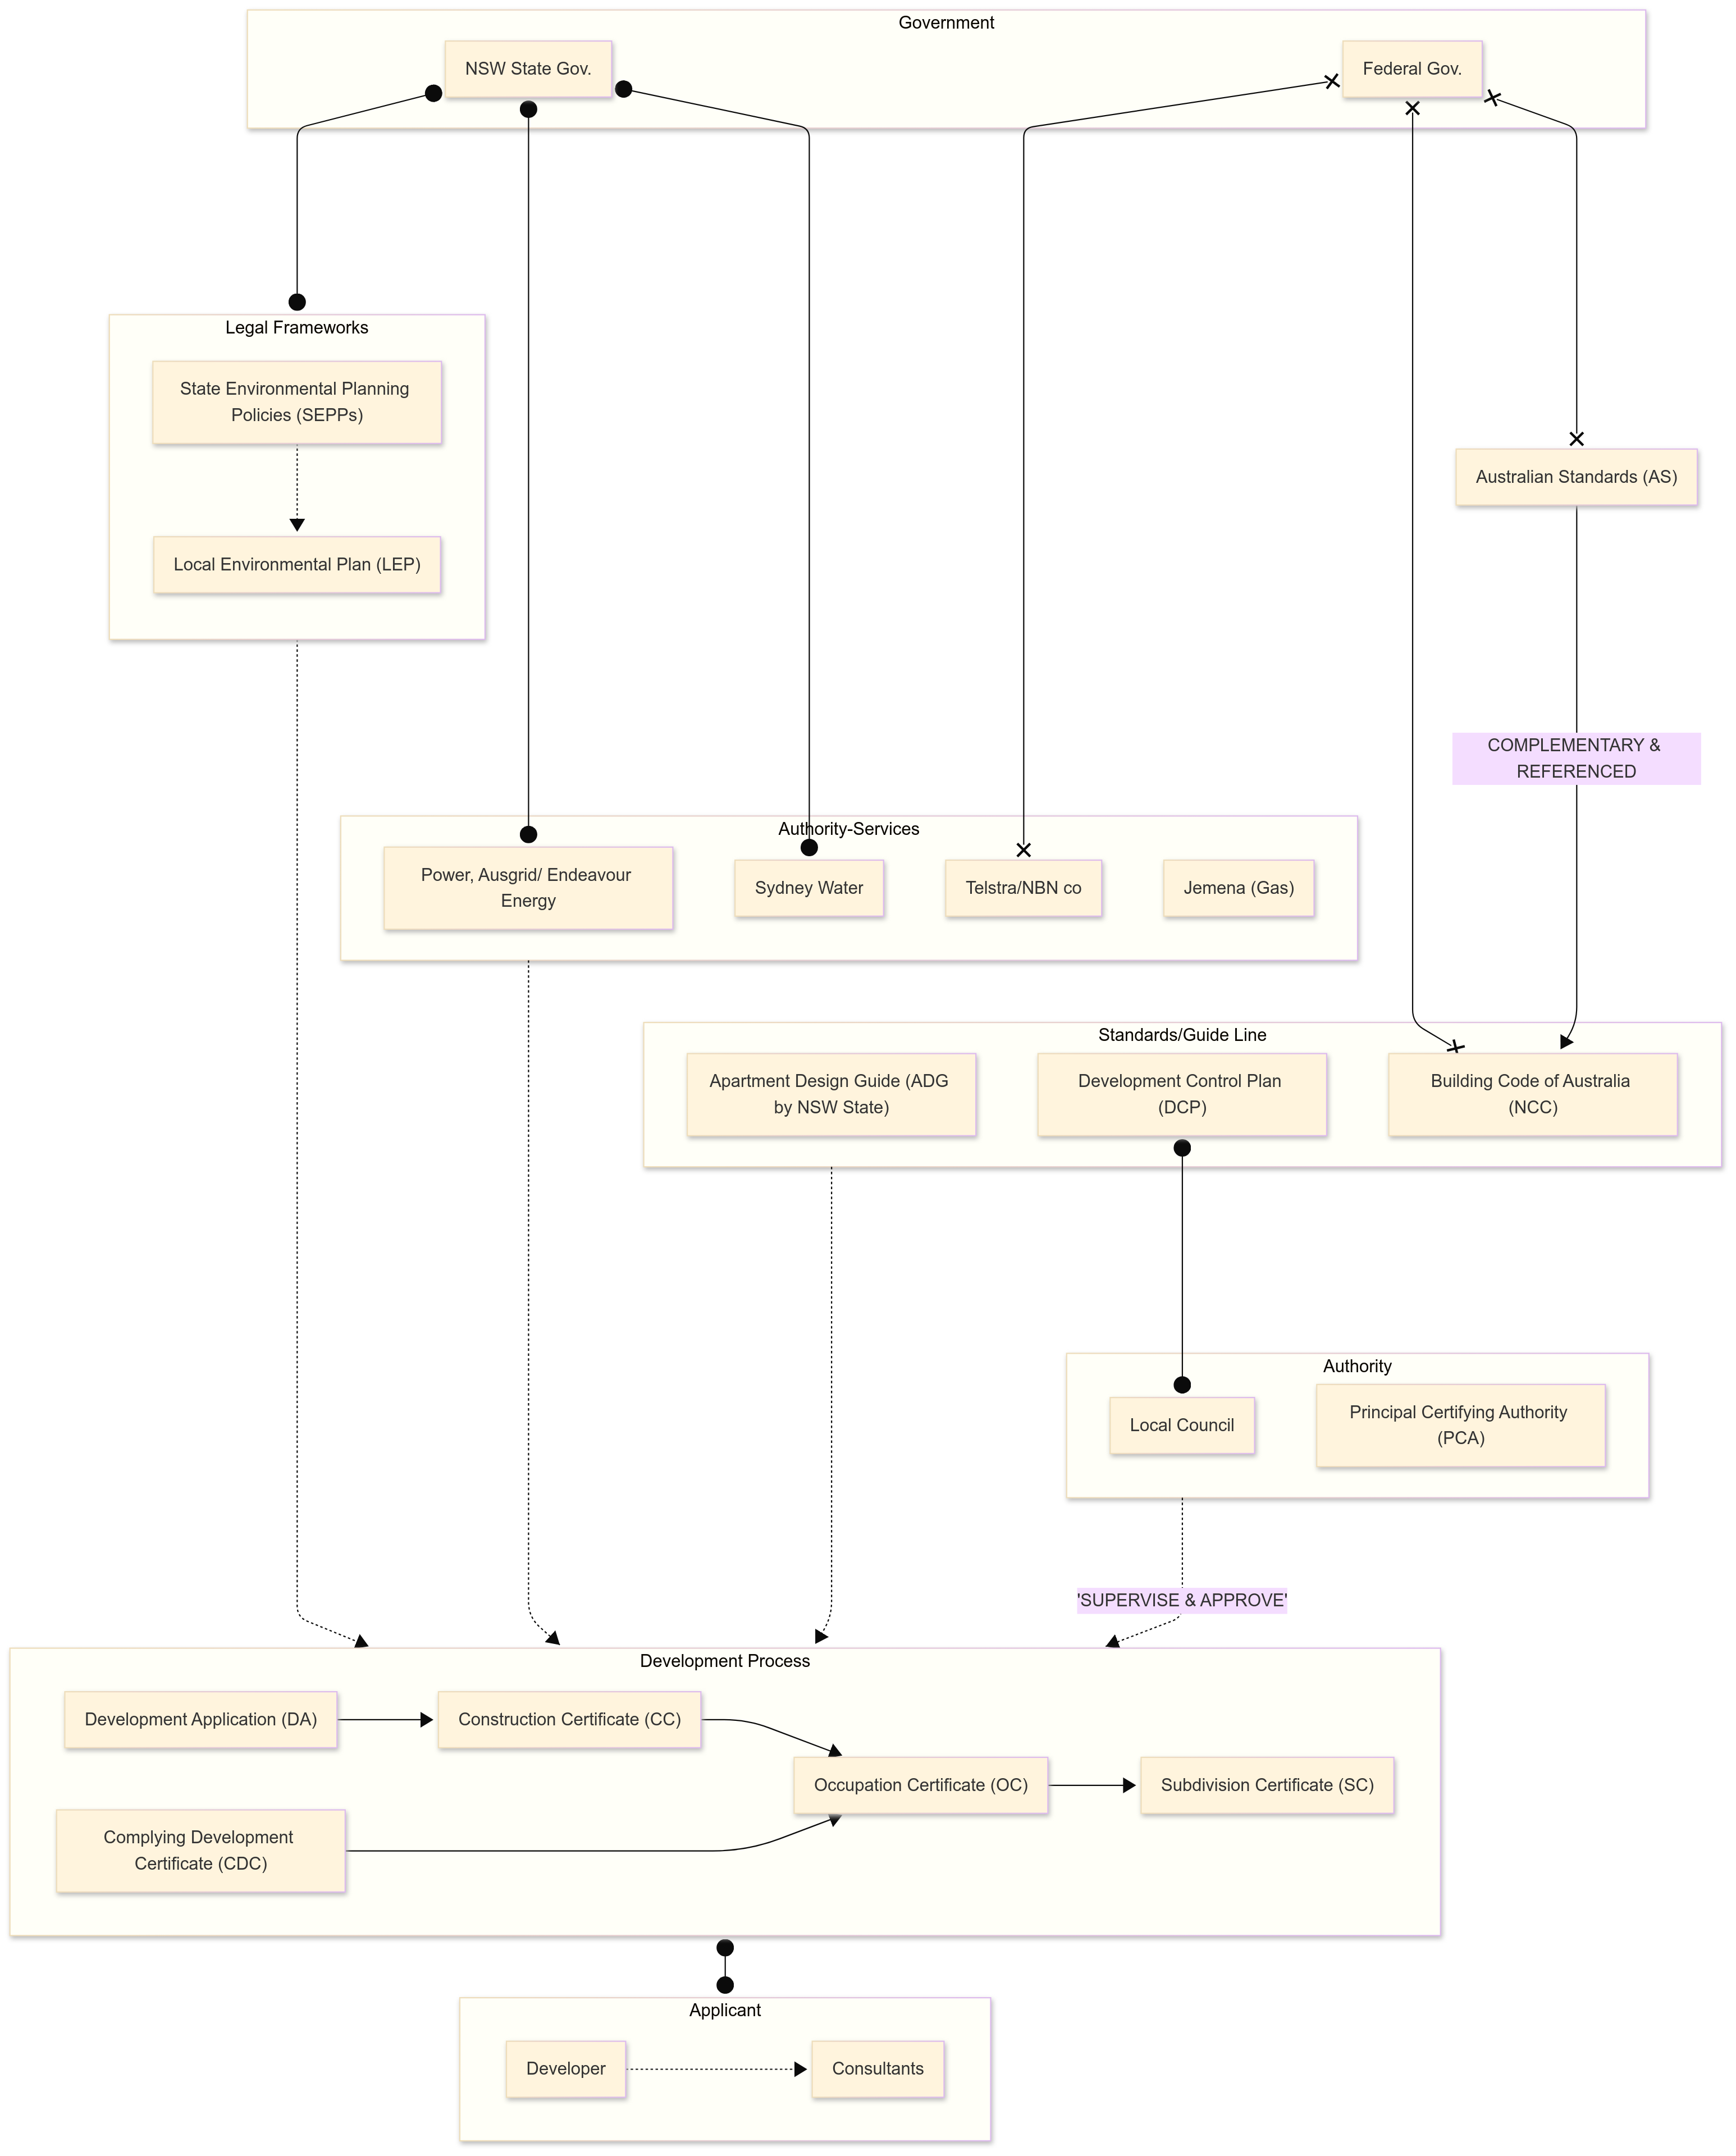 Government
NSW State Gov.
Federal Gov.
Legal Frameworks
State Environmental Planning
Policies (SEPPs)
Local Environmental Plan (LEP)
Australian Standards (AS)
COMPLEMENTARY &
REFERENCED
Authority-Services
Power, Ausgrid/ Endeavour
Energy
Sydney Water
Telstra/NBN co
Jemena (Gas)
Standards/Guide Line
Apartment Design Guide (ADG
by NSW State)
Development Control Plan
(DCP)
Building Code of Australia
(NCC)
Authority
Local Council
Principal Certifying Authority
(PCA)
'SUPERVISE & APPROVE'
Development Process
Development Application (DA)
Construction Certificate (CC)
Occupation Certificate (OC)
Subdivision Certificate (SC)
Complying Development
Certificate (CDC)
Applicant
Developer
Consultants